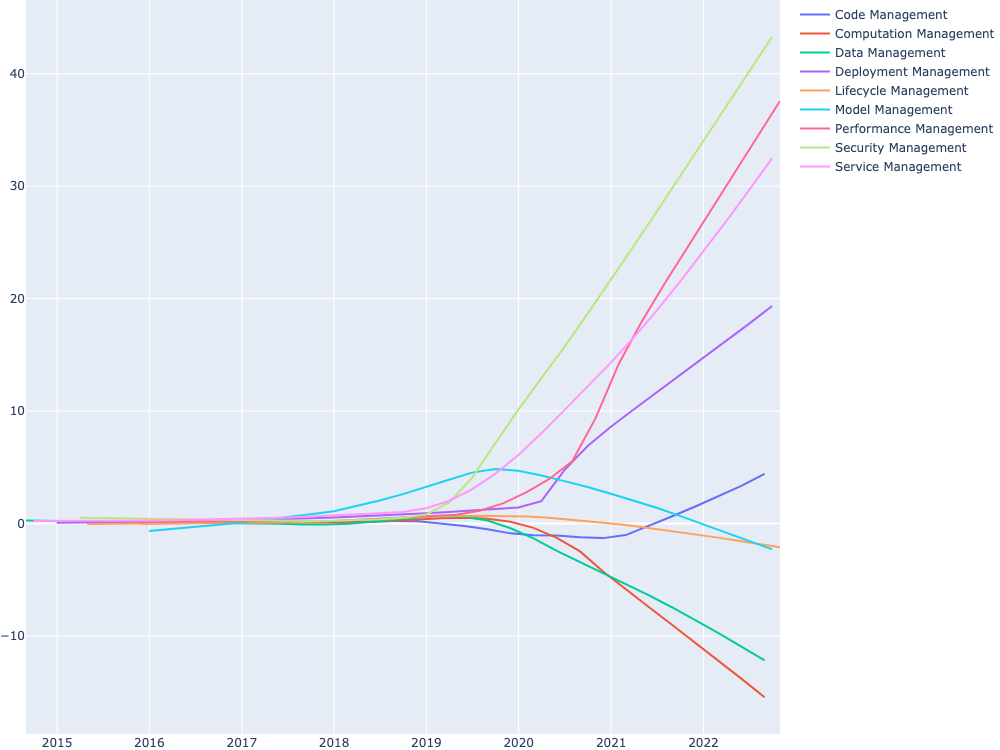 Code Management
Computation Management
Data Management
Deployment Management
Lifecycle Management
Model Management
Performance Management
Security Management
Service Management
40
30
20
10
0
−10
2015 2016 2017 2018 2019 2020 2021 2022